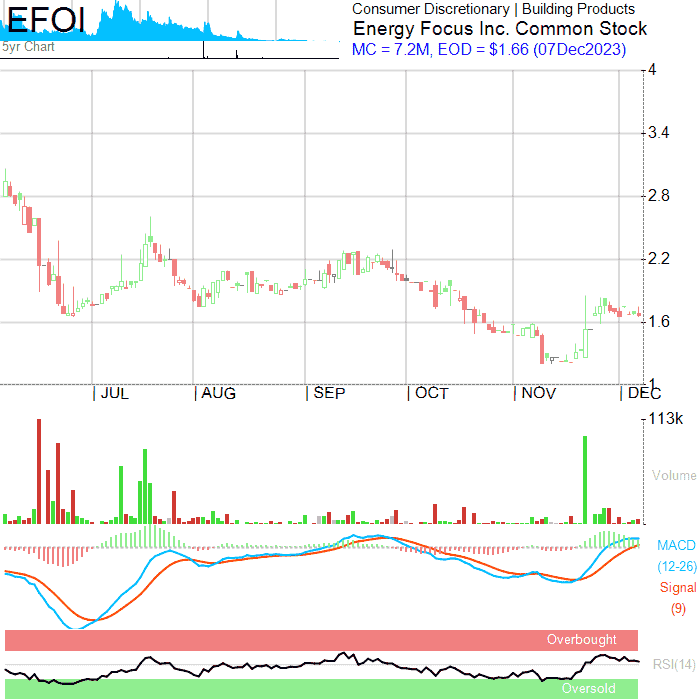 EFOI
5yr Chart
Consumer Discretionary | Building Products
Energy Focus Inc. Common Stock
MC = 7.2M, EOD = $1.66 (07Dec2023)
4
3.4
2.8
2.2
1.6
1
JUL AUG SEP OCT NOV DEC
113k
Volume
MACD
(12-26)
Signal
(9)
Overbought
RSI(14)
Oversold